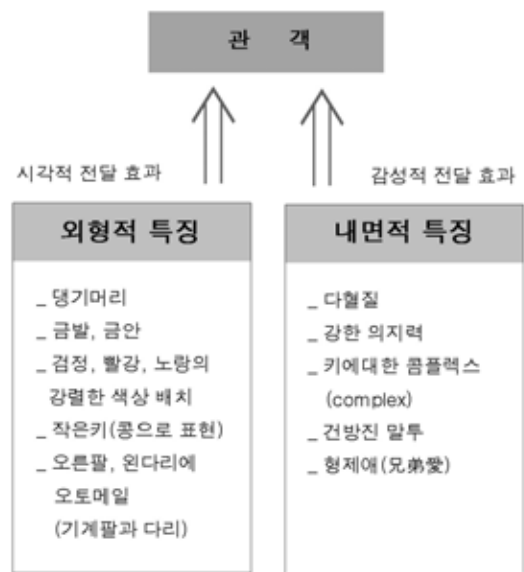 관 객
시각적 전달 효과
감성적 전달 효과
외형적 특징
_ 댕기머리
_ 금발, 금안
_ 검정, 빨강, 노랑의
강렬한 색상 배치
_ 작은키(콩으로 표현)
_ 오른팔, 왼다리에
오토메일
(기계팔과 다리)
내면적 특징
_ 다혈질
_ 강한 의지력
_ 키에대한 콤플렉스
(complex)
_ 건방진 말투
_ 형제애(兄弟愛)